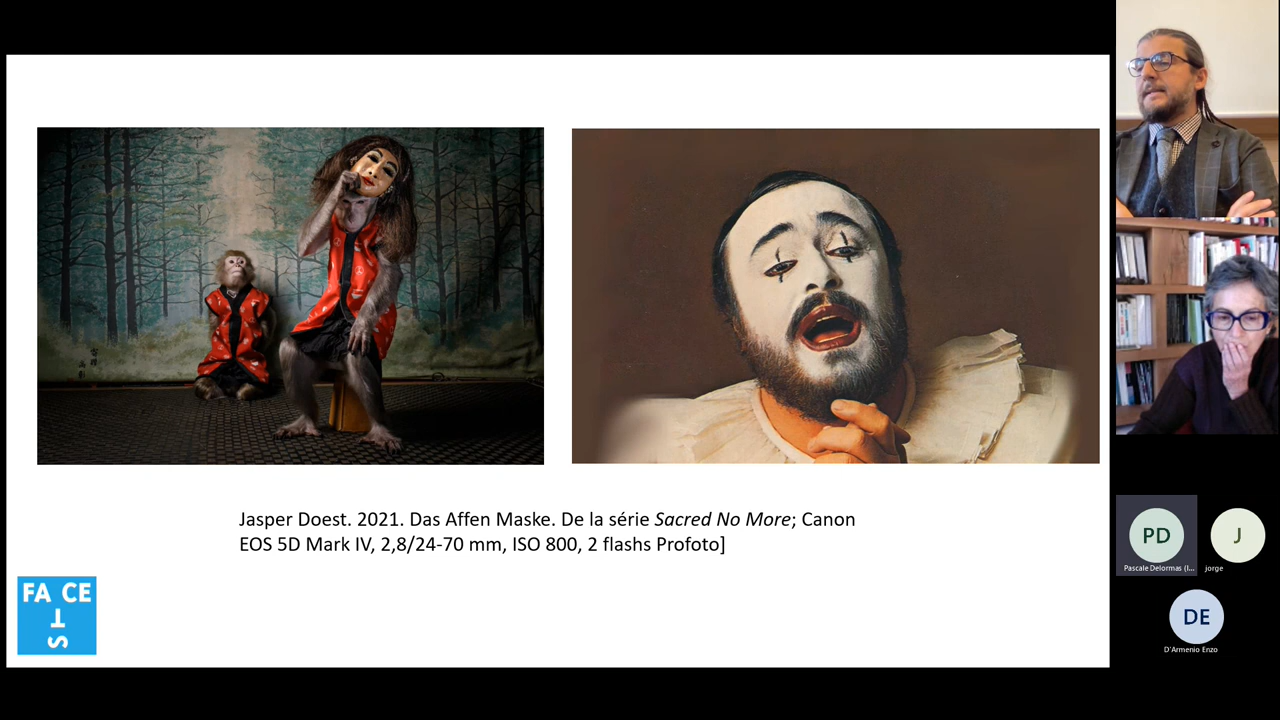 Jasper Doest. 2021. Das Affen Maske. De la série Sacred No More; Canon
EOS 5D Mark IV, 2,8/24-70 mm, ISO 800, 2 flashs Profoto]
FA CE
T
S
PD
Pascale Delormas (I...
J
jorge
DE
D'Armenio Enzo